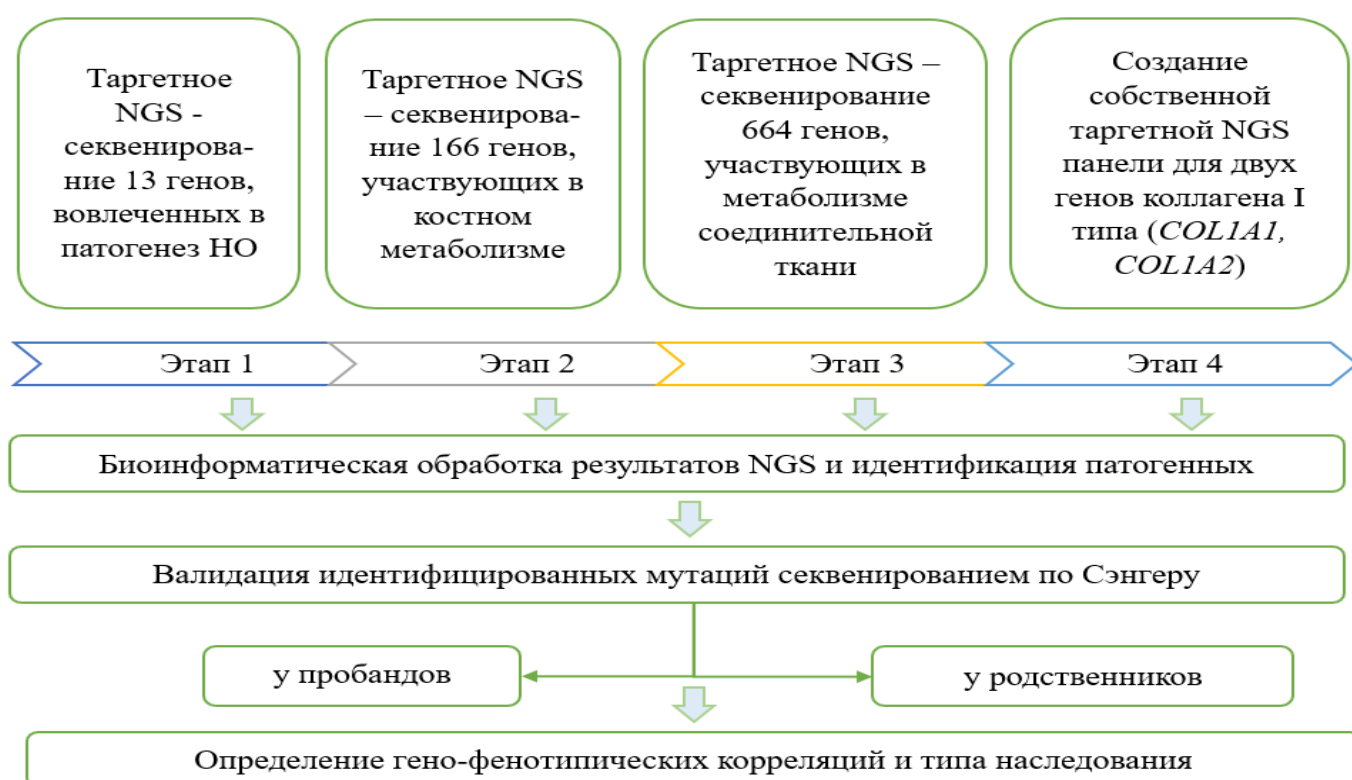 Таргетное
NGS -
секвенирова-
ние 13 генов,
вовлеченных в
патогенез НО
Таргетное NGS
– секвенирова-
ние 166 генов,
участвующих в
костном
метаболизме
Таргетное NGS –
секвенирование
664 генов,
участвующих в
метаболизме
соединительной
ткани
Создание
собственной
таргетной NGS
панели для двух
генов коллагена I
типа (COL1A1,
COL1A2)
Этап 1
Этап 2
Этап 3
Этап 4
Биоинформатическая обработка результатов NGS и идентификация патогенных
Валидация идентифицированных мутаций секвенированием по Сэнгеру
у пробандов
у родственников
Определение гено-фенотипических корреляций и типа наследования